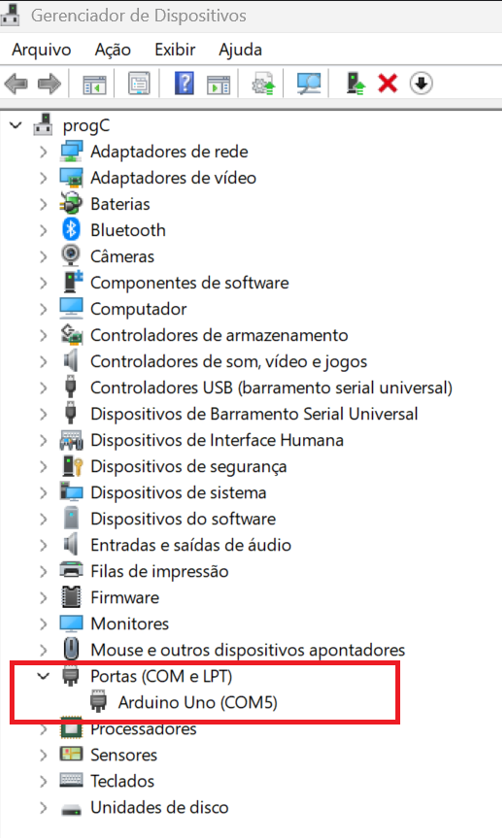 Gerenciador de Dispositivos
Arquivo Ação Exibir Ajuda
progC
Adaptadores de rede
Adaptadores de vídeo
Baterias
Bluetooth
Câmeras
Componentes de software
Computador
Controladores de armazenamento
Controladores de som, vídeo e jogos
Controladores USB (barramento serial universal)
Dispositivos de Barramento Serial Universal
Dispositivos de Interface Humana
Dispositivos de segurança
Dispositivos de sistema
Dispositivos do software
Entradas e saídas de áudio
Filas de impressão
Firmware
Monitores
Mouse e outros dispositivos apontadores
Portas (COM e LPT)
Arduino Uno (COM5)
Processadores
Sensores
Teclados
Unidades de disco